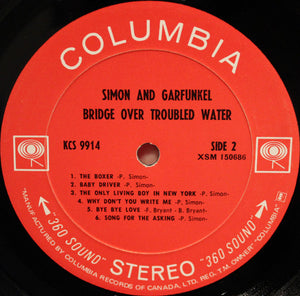 COLUMBIA
SIMON AND GARFUNKEL
BRIDGE OVER TROUBLED WATER
KCS 9914
SIDE 2
XSM 150686
1. THE BOXER -P. Simon-
2. BABY DRIVER -P. Simon-
3. THE ONLY LIVING BOY IN NEW YORK -P. Simon-
4. WHY DON'T YOU WRITE ME -P. Simon-
5. BYE BYE LOVE -F. Bryant- B. Bryant-
6. SONG FOR THE ASKING -P. Simon-
"360 SOUND" STEREO "360 SOUND"
MANUFACTURED BY COLUMBIA RECORDS OF CANADA, LTD. REG. T.M. OWNER "COLUMBIA"